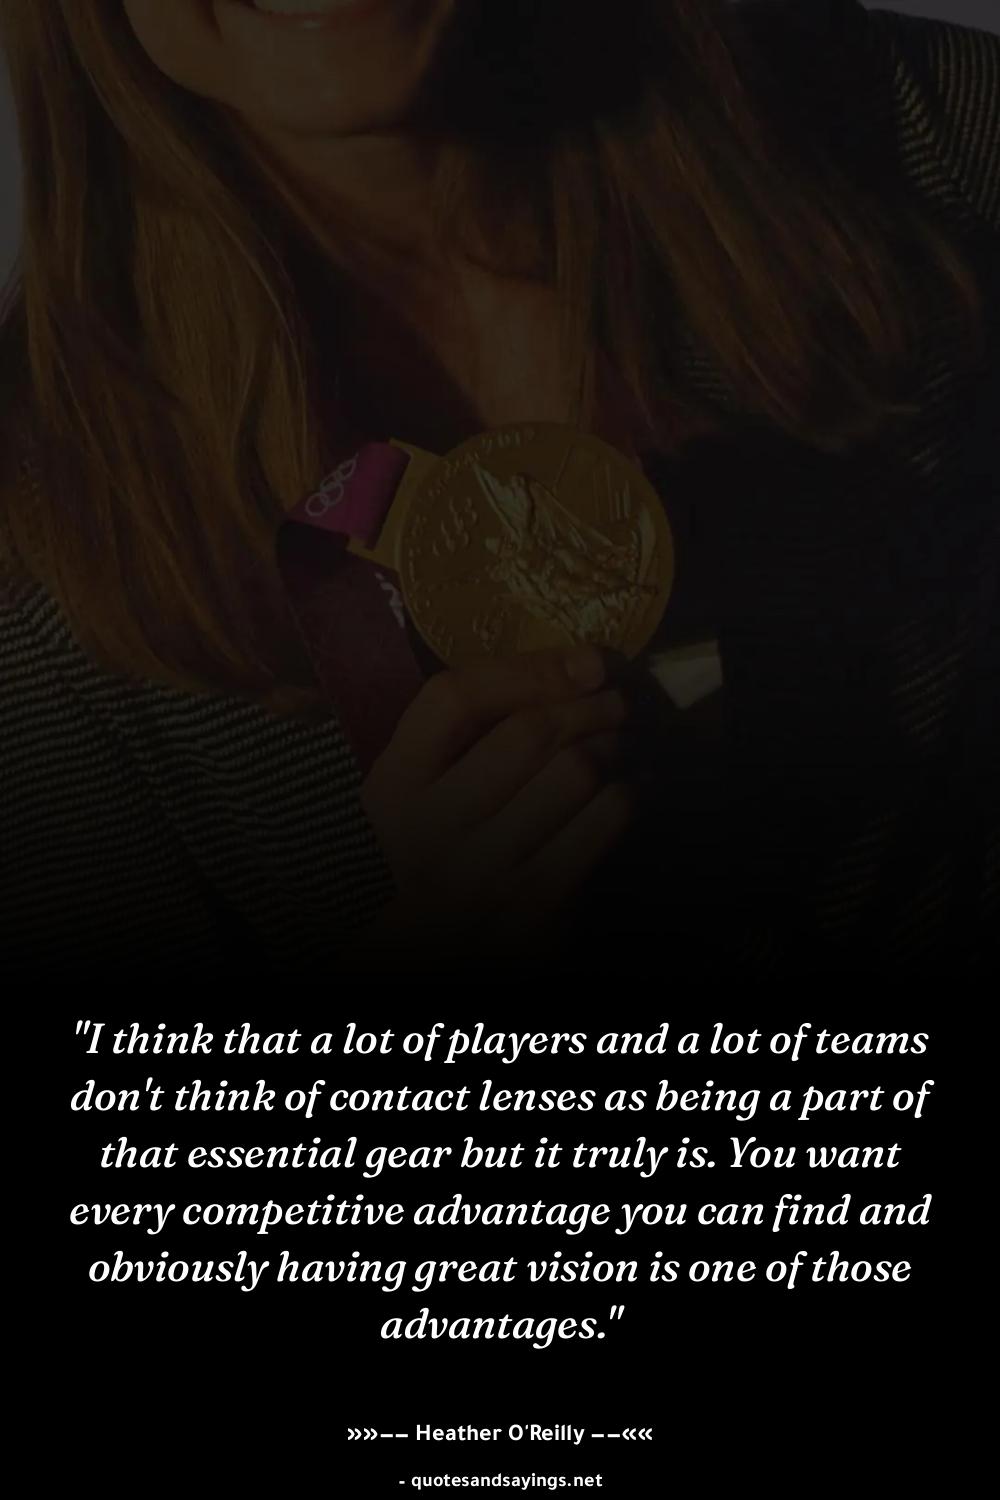 "I think that a lot of players and a lot of teams
don't think of contact lenses as being a part of
that essential gear but it truly is. You want
every competitive advantage you can find and
obviously having great vision is one of those
advantages."
»»−− Heather O'Reilly −−««
- quotesandsayings.net